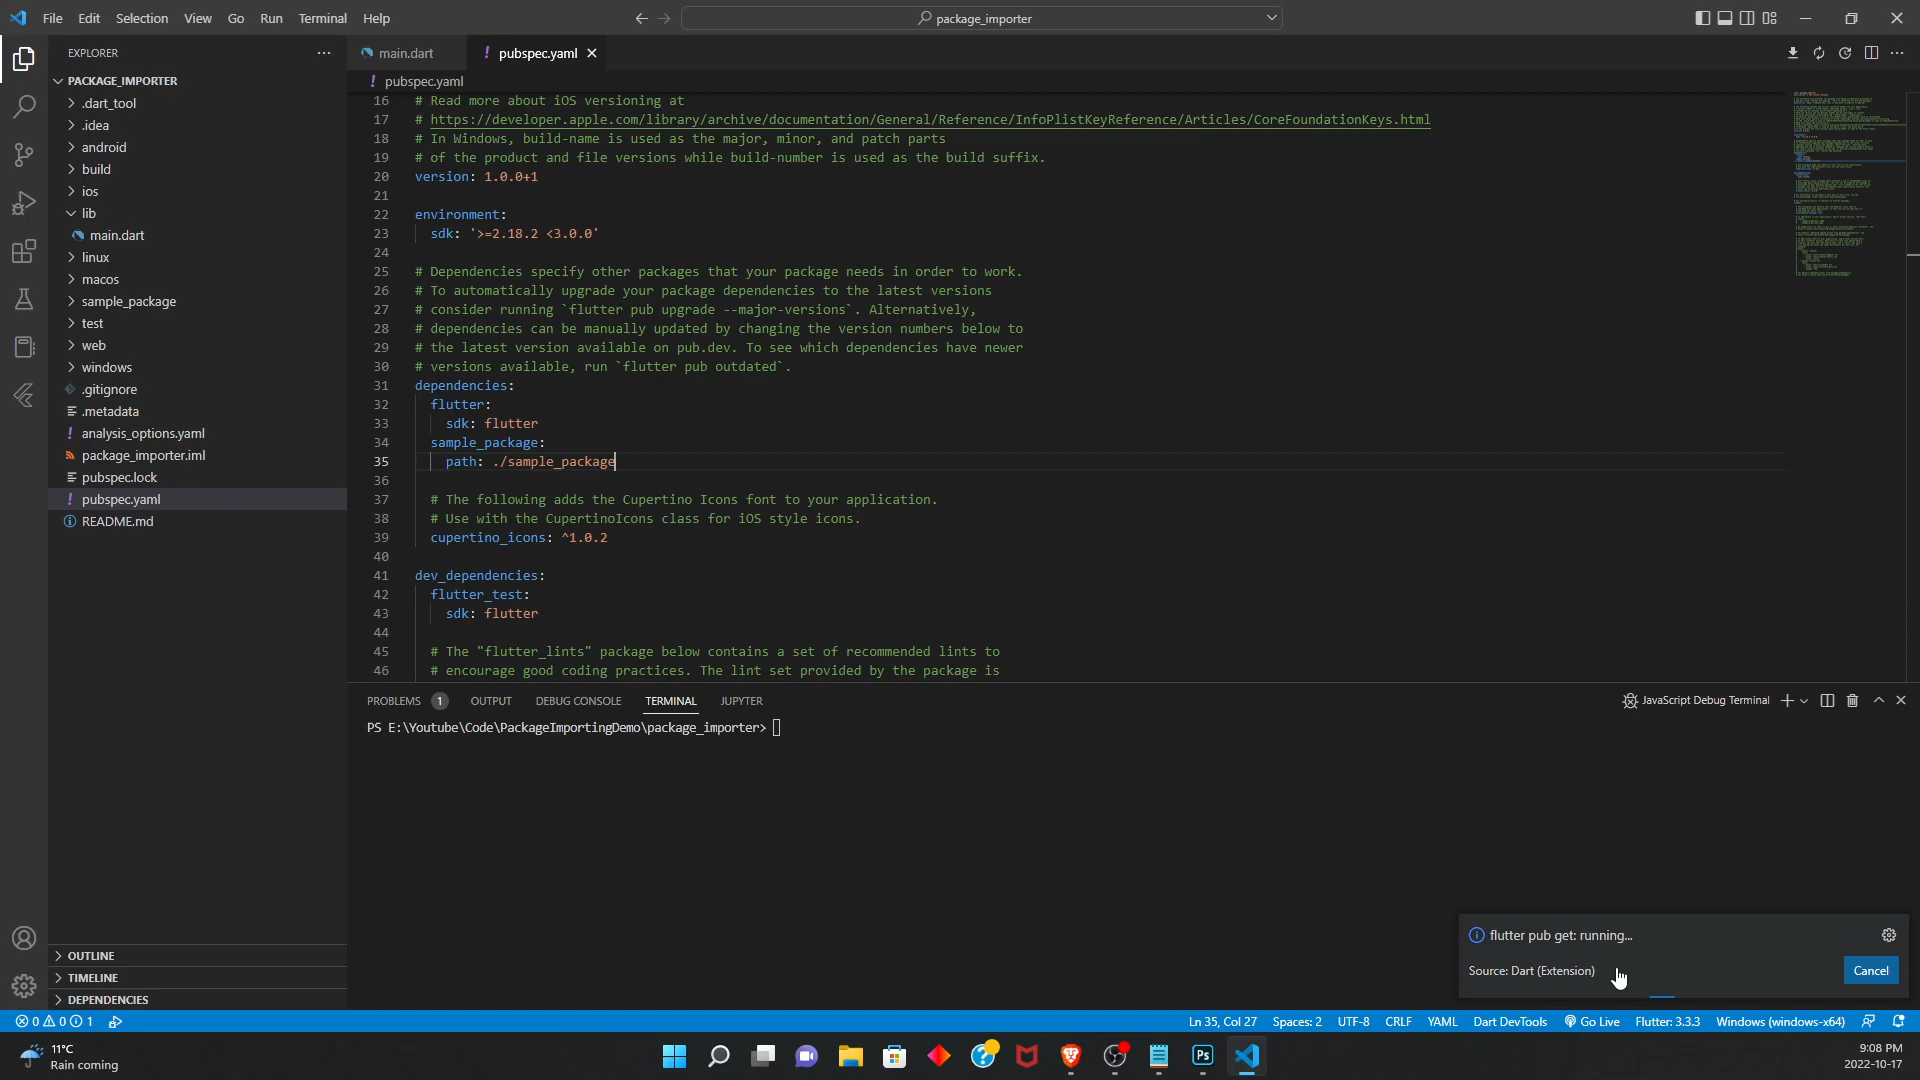 File Edit Selection View Go Run Terminal Help
package_importer
EXPLORER
main.dart
! pubspec.yaml
PACKAGE_IMPORTER
! pubspec.yaml
.dart_tool
.idea
android
build
ios
lib
main.dart
linux
macos
sample_package
test
web
windows
.gitignore
.metadata
! analysis_options.yaml
package_importer.iml
pubspec.lock
! pubspec.yaml
README.md
OUTLINE
TIMELINE
DEPENDENCIES
16 # Read more about iOS versioning at
17 # https://developer.apple.com/library/archive/documentation/General/Reference/InfoPlistKeyReference/Articles/CoreFoundationKeys.html
18 # In Windows, build-name is used as the major, minor, and patch parts
19 # of the product and file versions while build-number is used as the build suffix.
20 version: 1.0.0+1
21
22 environment:
23 sdk: '>=2.18.2 <3.0.0'
24
25 # Dependencies specify other packages that your package needs in order to work.
26 # To automatically upgrade your package dependencies to the latest versions
27 # consider running `flutter pub upgrade --major-versions`. Alternatively,
28 # dependencies can be manually updated by changing the version numbers below to
29 # the latest version available on pub.dev. To see which dependencies have newer
30 # versions available, run `flutter pub outdated`.
31 dependencies:
32 flutter:
33 sdk: flutter
34 sample_package:
35 path: ./sample_package
36
37 # The following adds the Cupertino Icons font to your application.
38 # Use with the CupertinoIcons class for iOS style icons.
39 cupertino_icons: ^1.0.2
40
41 dev_dependencies:
42 flutter_test:
43 sdk: flutter
44
45 # The "flutter_lints" package below contains a set of recommended lints to
46 # encourage good coding practices. The lint set provided by the package is
PROBLEMS 1 OUTPUT DEBUG CONSOLE TERMINAL JUPYTER
JavaScript Debug Terminal
PS E:\Youtube\Code\PackageImportingDemo\package_importer>
flutter pub get: running...
Source: Dart (Extension)
Cancel
0 0 1
Ln 35, Col 27 Spaces: 2 UTF-8 CRLF YAML Dart DevTools Go Live Flutter: 3.3.3 Windows (windows-x64)
11°C
Rain coming
Ps
9:08 PM
2022-10-17